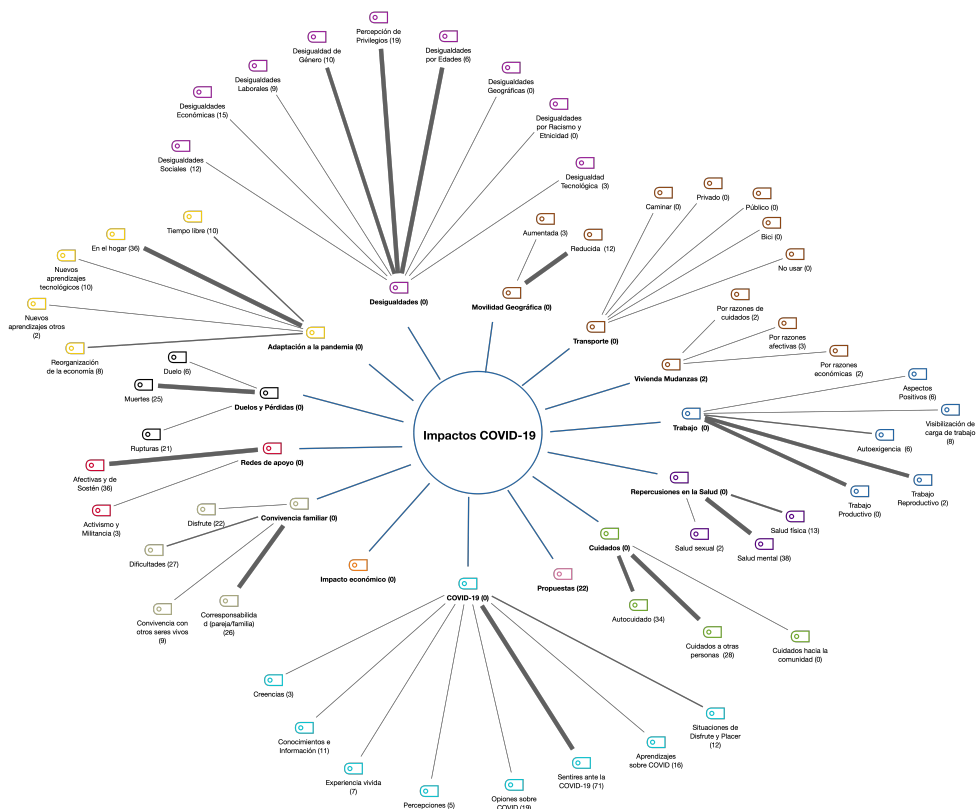 Percepción de
Privilegios (19)
Desigualdad de
Género (10)
Desigualdades
por Edades (6)
Desigualdades
Laborales (9)
Desigualdades
Geográficas (0)
Desigualdades
Económicas (15)
Desigualdades
por Racismo y
Etnicidad (0)
Desigualdades
Sociales (12)
Desigualdad
Tecnológica (3)
Desigualdades (0)
Caminar (0)
Privado (0)
Público (0)
Bici (0)
No usar (0)
Transporte (0)
Aumentada (3)
Reducida
(12)
Movilidad Geográfica (0)
Tiempo libre (10)
En el hogar (36)
Nuevos
aprendizajes
tecnológicos (10)
Nuevos
aprendizajes otros
(2)
Reorganización
de la economía (8)
Adaptación a la pandemia (0)
Por razones de
cuidados (2)
Por razones
afectivas (3)
Por razones
económicas (2)
Vivienda Mudanzas (2)
Duelo (6)
Muertes (25)
Rupturas (21)
Duelos y Pérdidas (0)
Impactos COVID-19
Aspectos
Positivos (6)
Visibilización de
carga de trabajo
(8)
Autoexigencia (6)
Trabajo
Reproductivo (2)
Trabajo
Productivo (0)
Trabajo (0)
Redes de apoyo (0)
Afectivas y de
Sostén (36)
Activismo y
Militancia (3)
Repercusiones en la Salud (0)
Salud física (13)
Salud mental (38)
Salud sexual (2)
Convivencia familiar (0)
Disfrute (22)
Dificultades (27)
Convivencia con
otros seres vivos
(9)
Corresponsabilida
d (pareja/familia)
(26)
Cuidados (0)
Autocuidado (34)
Cuidados a otras
personas (28)
Cuidados hacia la
comunidad (0)
Impacto económico (0)
Propuestas (22)
COVID-19 (0)
Creencias (3)
Conocimientos e
Información (11)
Experiencia vivida
(7)
Percepciones (5)
Opiones sobre
COVID (19)
Sentires ante la
COVID-19 (71)
Aprendizajes
sobre COVID (16)
Situaciones de
Disfrute y Placer
(12)